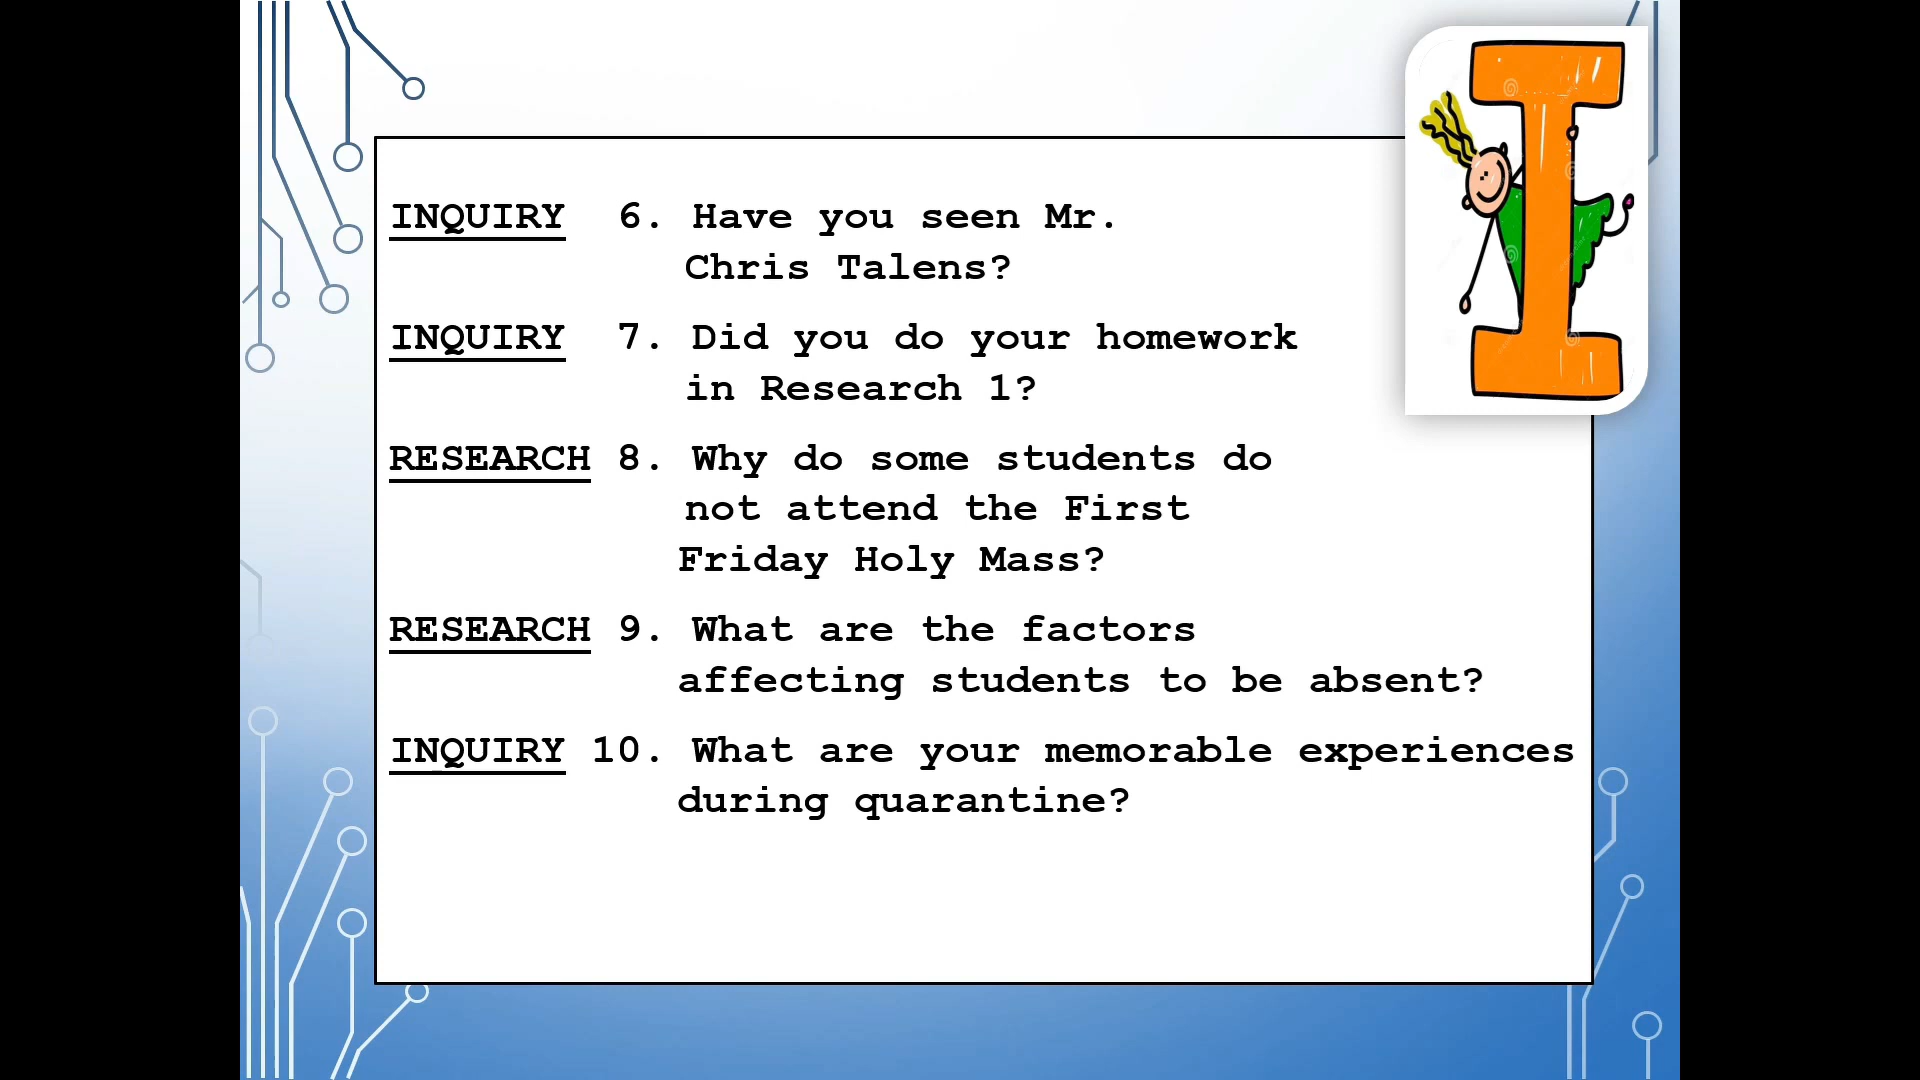 INQUIRY 6. Have you seen Mr.
Chris Talens?
INQUIRY 7. Did you do your homework
in Research 1?
RESEARCH 8. Why do some students do
not attend the First
Friday Holy Mass?
RESEARCH 9. What are the factors
affecting students to be absent?
INQUIRY 10. What are your memorable experiences
during quarantine?
I